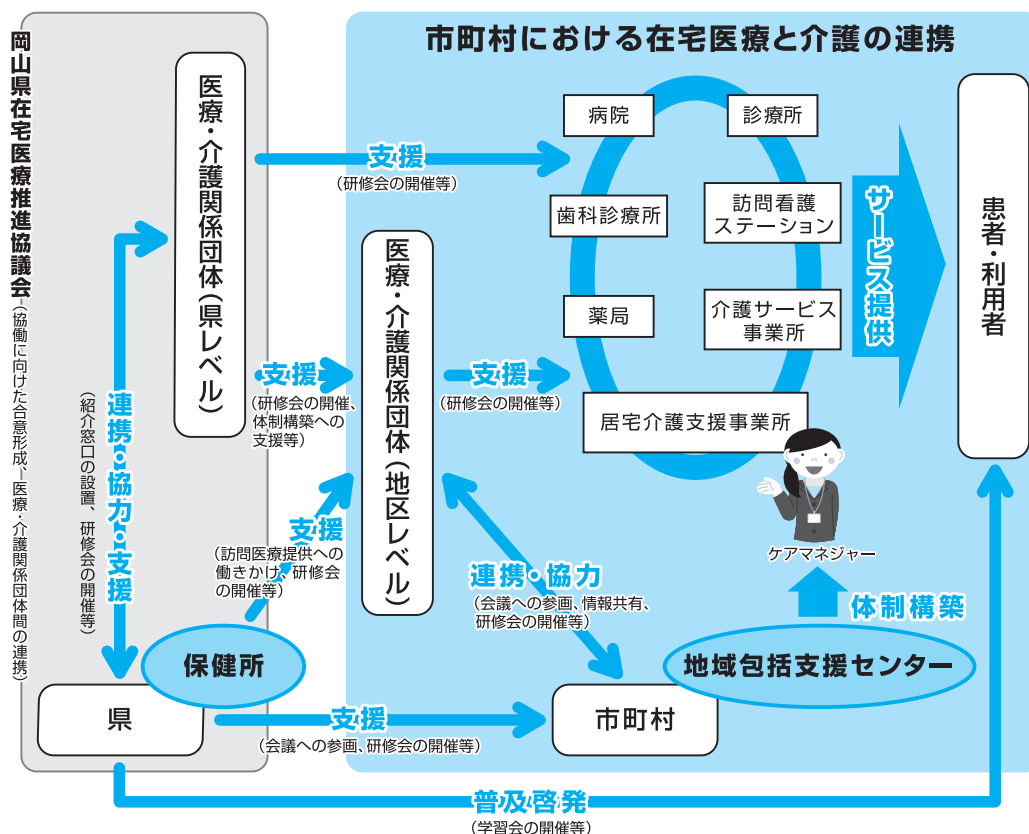 岡山県在宅医療推進協議会
（協働に向けた合意形成、医療・介護関係団体間の連携）
医療・介護関係団体（県レベル）
連携・協力・支援
（紹介窓口の設置、研修会の開催等）
保健所
県
市町村における在宅医療と介護の連携
支援
（研修会の開催等）
支援
（研修会の開催、
体制構築への
支援等）
支援
（訪問医療提供への
働きかけ、研修会
の開催等）
医療・介護関係団体（地区レベル）
支援
（研修会の開催等）
病院
診療所
歯科診療所
訪問看護
ステーション
薬局
介護サービス
事業所
居宅介護支援事業所
ケアマネジャー
サービス提供
患者・利用者
連携・協力
（会議への参画、情報共有、
研修会の開催等）
体制構築
地域包括支援センター
市町村
支援
（会議への参画、研修会の開催等）
普及啓発
（学習会の開催等）